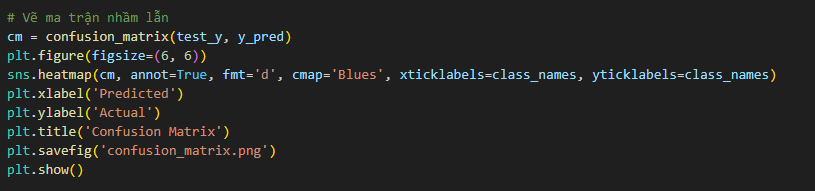 # Vẽ ma trận nhầm lẫn
cm = confusion_matrix(test_y, y_pred)
plt.figure(figsize=(6, 6))
sns.heatmap(cm, annot=True, fmt='d', cmap='Blues', xticklabels=class_names, yticklabels=class_names)
plt.xlabel('Predicted')
plt.ylabel('Actual')
plt.title('Confusion Matrix')
plt.savefig('confusion_matrix.png')
plt.show()